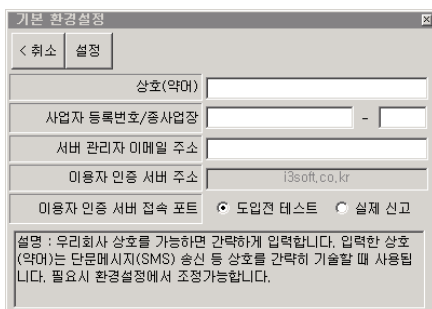 기본 환경설정
< 취소 설정
상호(약어)
사업자 등록번호/종사업장 -
서버 관리자 이메일 주소
이용자 인증 서버 주소 i3soft.co.kr
이용자 인증 서버 접속 포트 도입전 테스트 실제 신고
설명 : 우리회사 상호를 가능하면 간략하게 입력합니다. 입력한 상호
(약어)는 단문메시지(SMS) 송신 등 상호를 간략히 기술할 때 사용됩
니다. 필요시 환경설정에서 조정가능합니다.